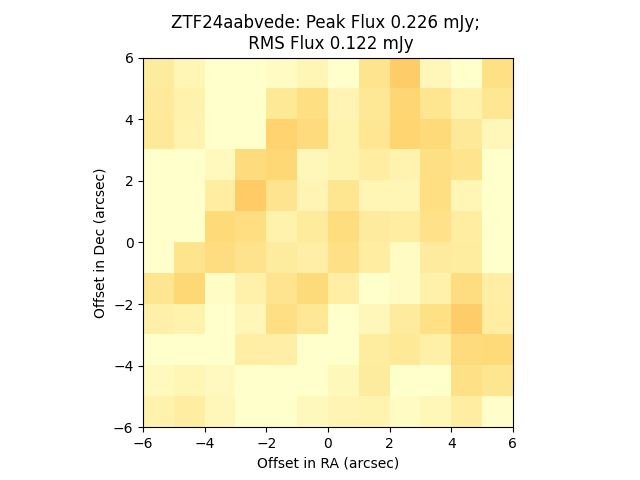 ZTF24aabvede: Peak Flux 0.226 mJy;
RMS Flux 0.122 mJy
6
4
2
0
−2
−4
−6
Offset in Dec (arcsec)
−6 −4 −2 0 2 4 6
Offset in RA (arcsec)